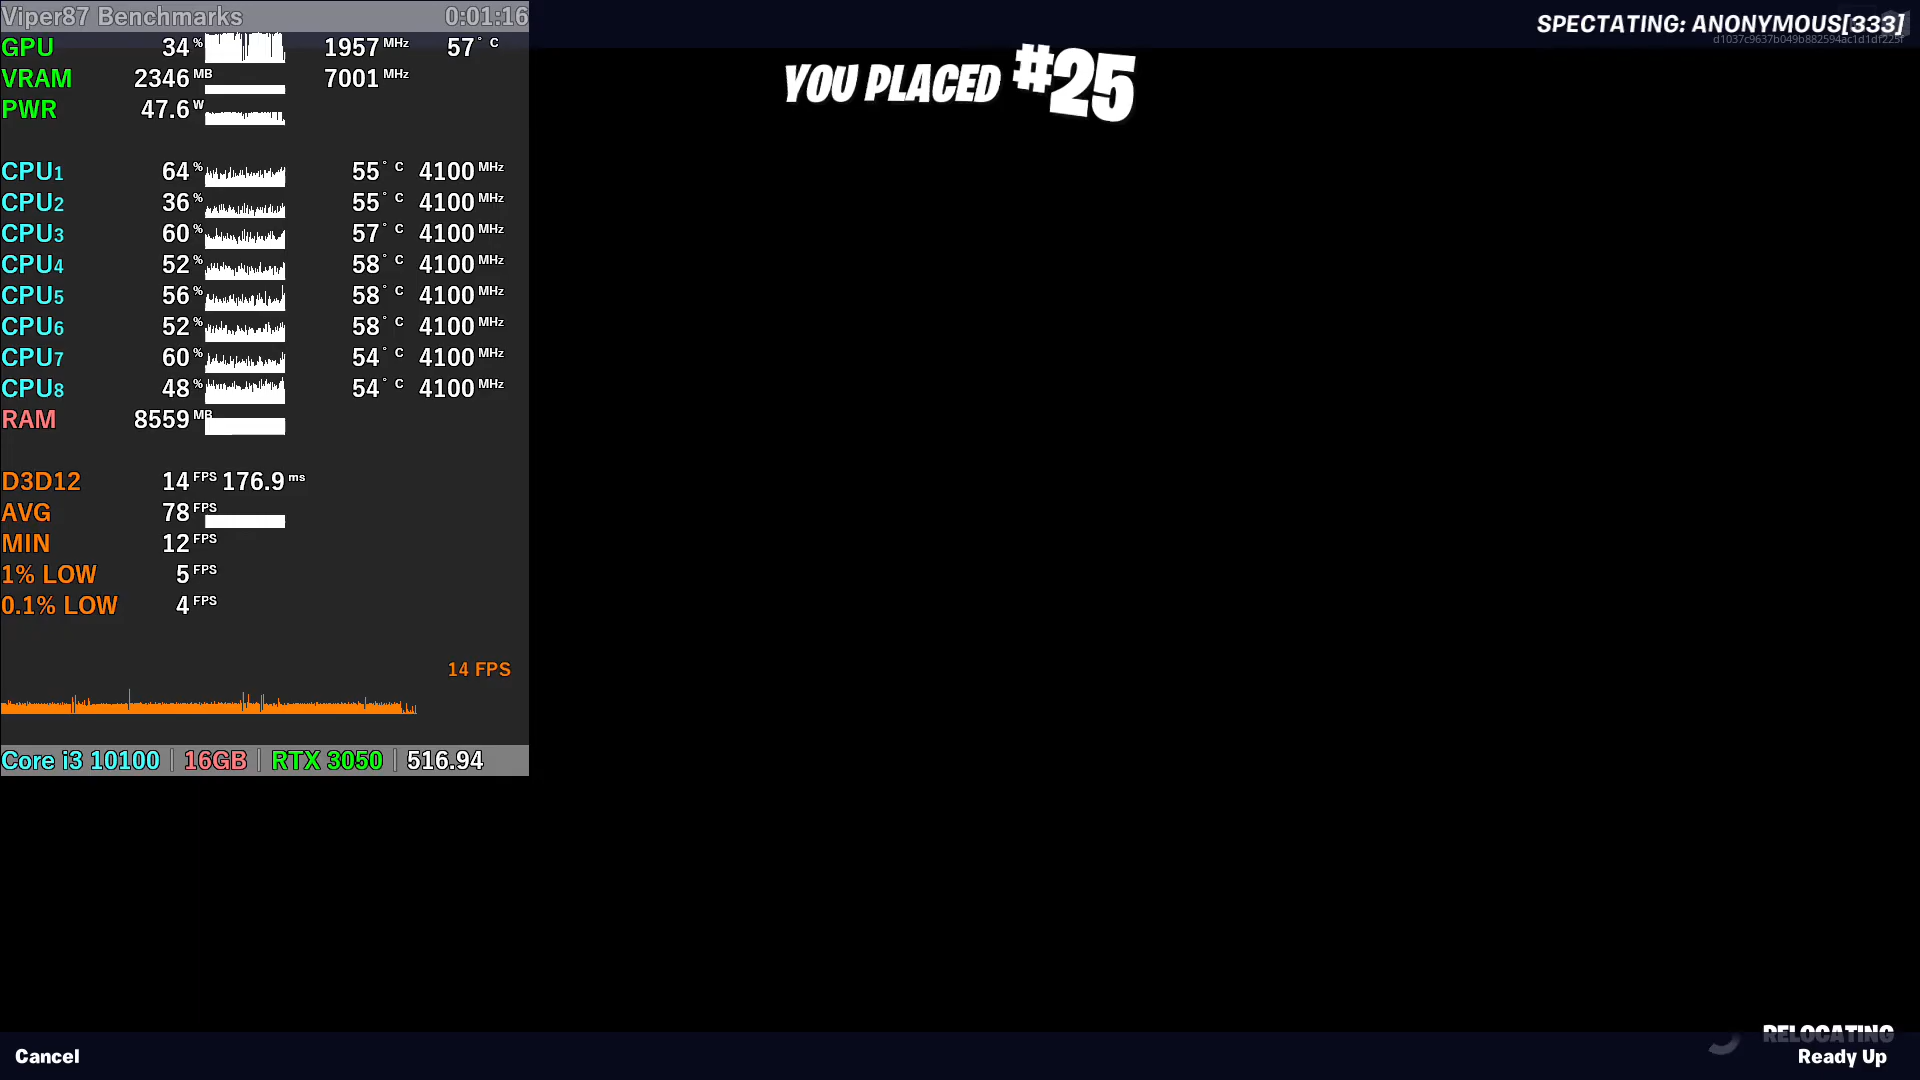 Viper87 Benchmarks 0:01:16
GPU 34 % 1957 MHz 57 ° C
VRAM 2346 MB 7001 MHz
PWR 47.6 W
CPU1 64 % 55 ° C 4100 MHz
CPU2 36 % 55 ° C 4100 MHz
CPU3 60 % 57 ° C 4100 MHz
CPU4 52 % 58 ° C 4100 MHz
CPU5 56 % 58 ° C 4100 MHz
CPU6 52 % 58 ° C 4100 MHz
CPU7 60 % 54 ° C 4100 MHz
CPU8 48 % 54 ° C 4100 MHz
RAM 8559 MB
D3D12 14 FPS 176.9 ms
AVG 78 FPS
MIN 12 FPS
1% LOW 5 FPS
0.1% LOW 4 FPS
14 FPS
Core i3 10100 | 16GB | RTX 3050 | 516.94
YOU PLACED #25
SPECTATING: ANONYMOUS[333]
RELOCATING
Cancel
Ready Up